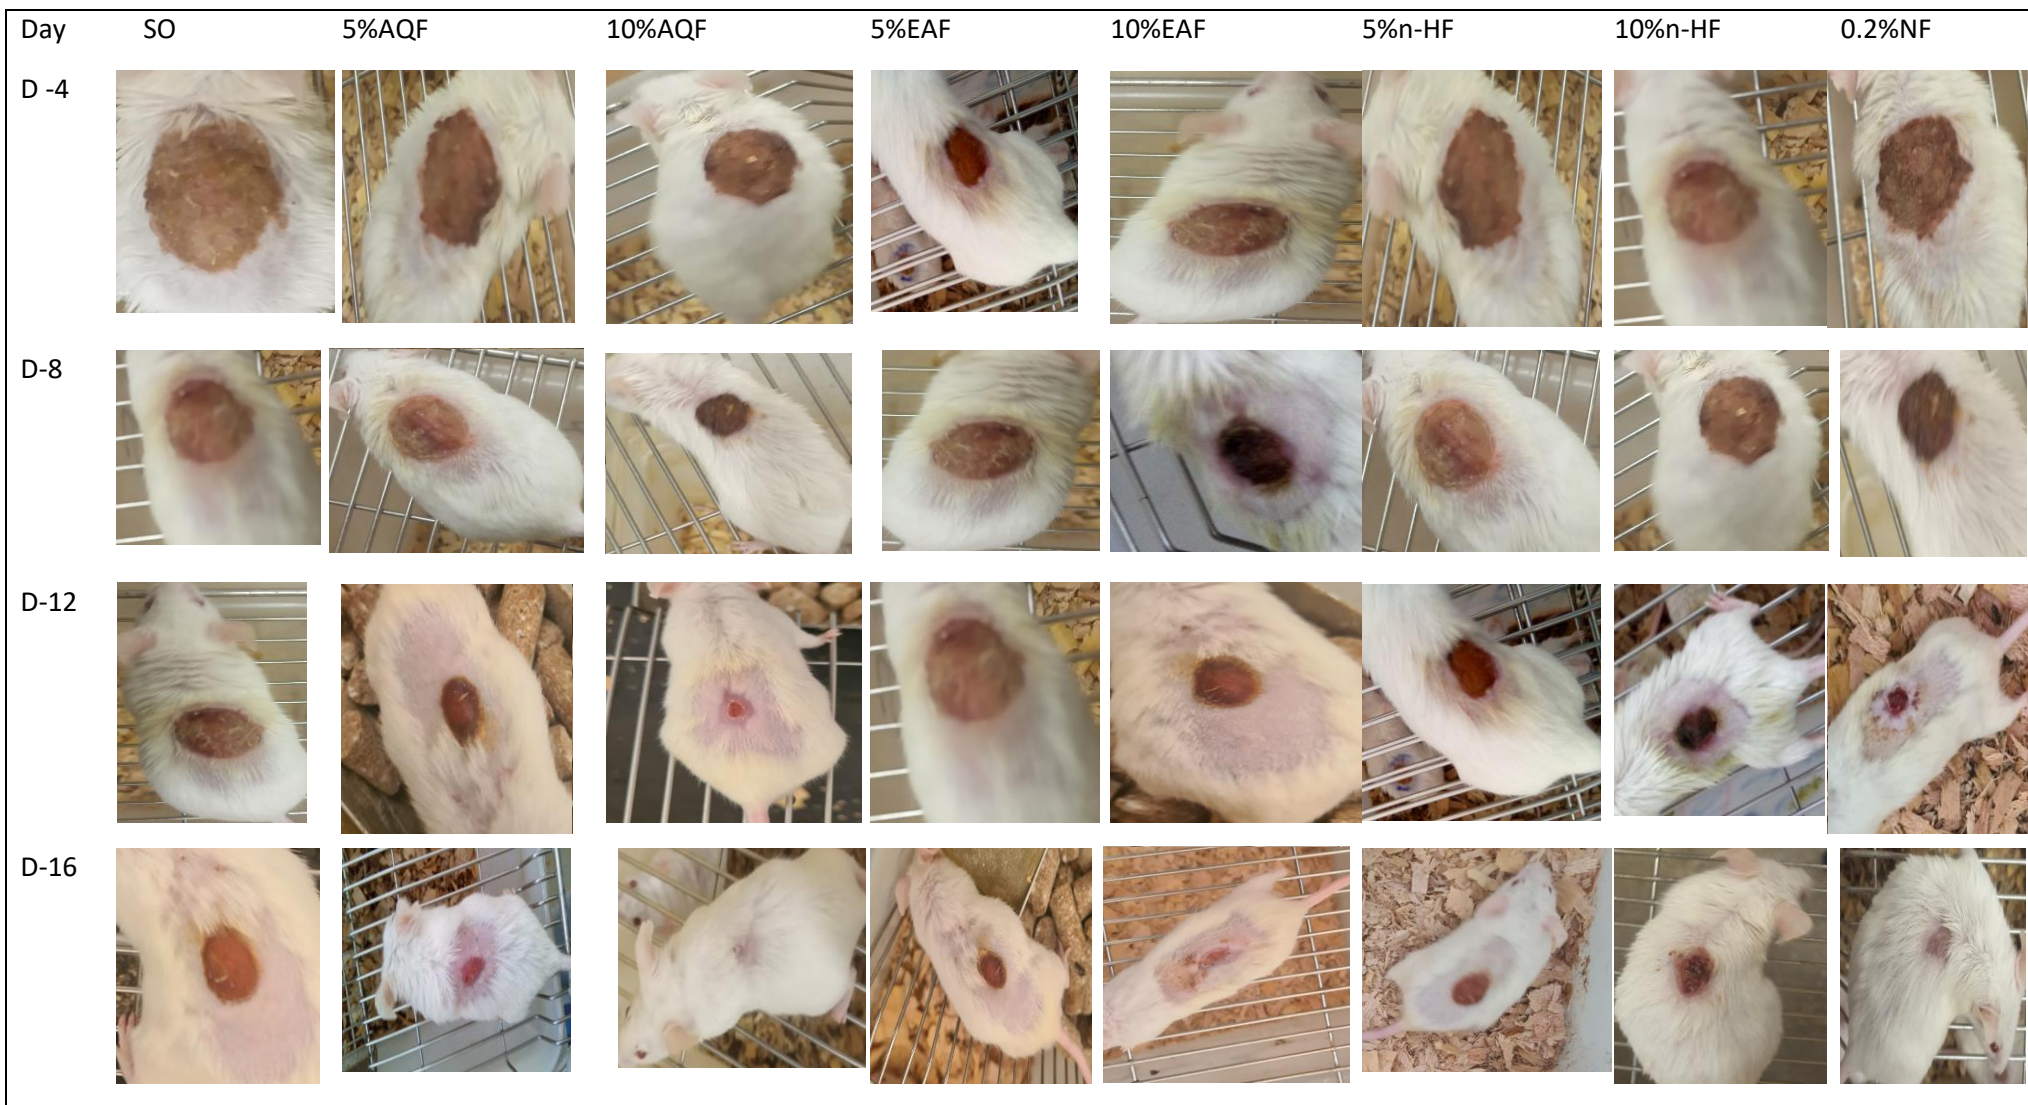 Day SO 5%AQF 10%AQF 5%EAF 10%EAF 5%n-HF 10%n-HF 0.2%NF
D -4
D-8
D-12
D-16